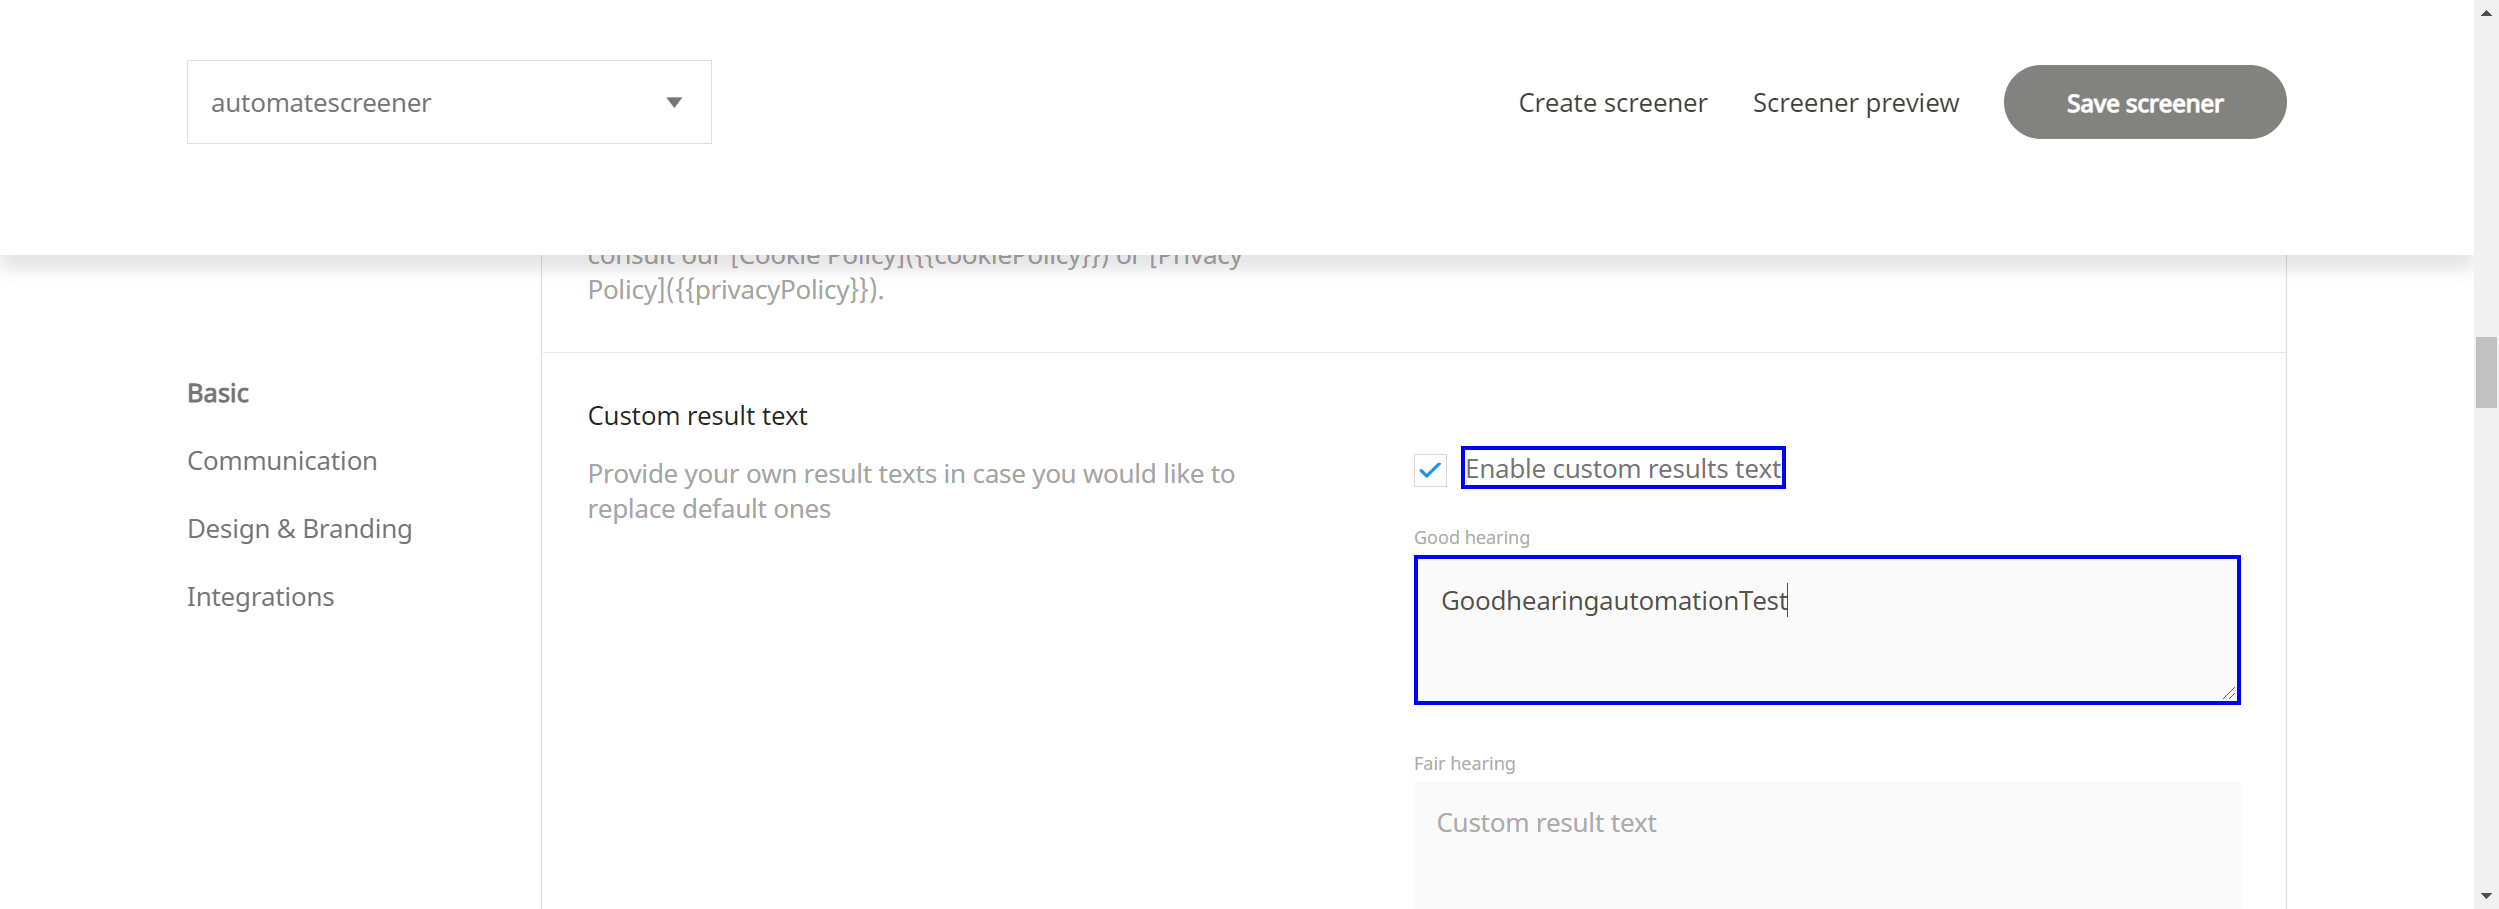 automatescreener
Create screener
Screener preview
Save screener
consult our [Cookie Policy]({{cookiePolicy}}) or [Privacy
Policy]({{privacyPolicy}}).
Basic
Communication
Design & Branding
Integrations
Custom result text
Provide your own result texts in case you would like to
replace default ones
Enable custom results text
Good hearing
GoodhearingautomationTest
Fair hearing
Custom result text